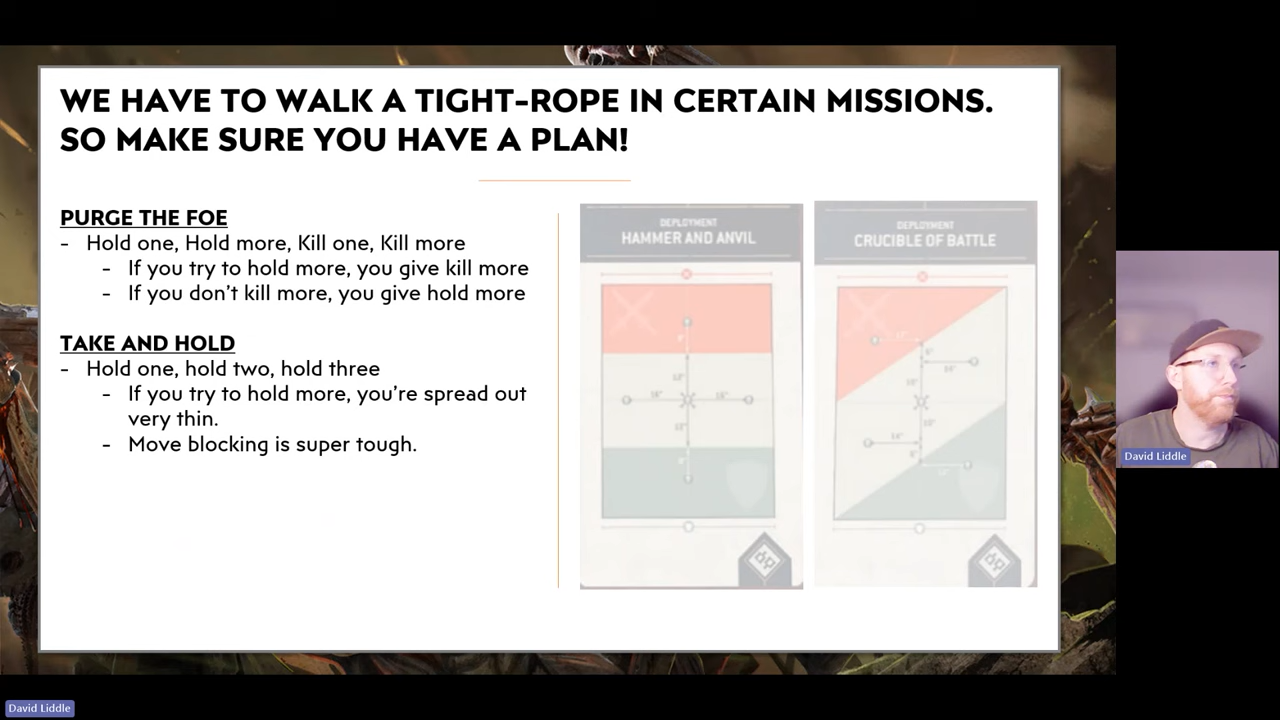 WE HAVE TO WALK A TIGHT-ROPE IN CERTAIN MISSIONS.
SO MAKE SURE YOU HAVE A PLAN!
PURGE THE FOE
- Hold one, Hold more, Kill one, Kill more
- If you try to hold more, you give kill more
- If you don't kill more, you give hold more
TAKE AND HOLD
- Hold one, hold two, hold three
- If you try to hold more, you're spread out
very thin.
- Move blocking is super tough.
DEPLOYMENT
HAMMER AND ANVIL
12"
12"
DEPLOYMENT
CRUCIBLE OF BATTLE
14"
David Liddle
David Liddle